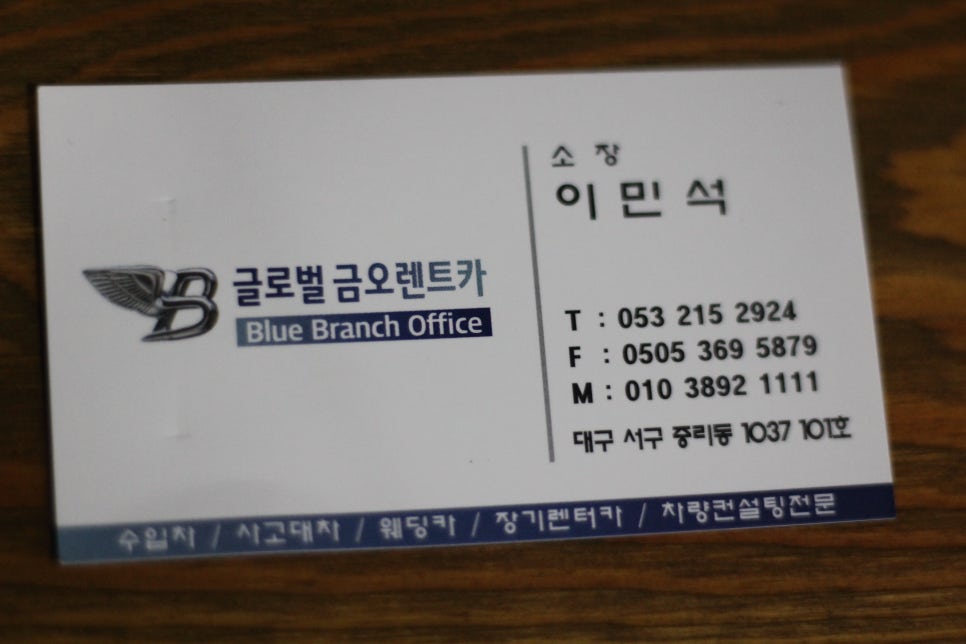 B
글로벌 금오렌트카
Blue Branch Office
소 장
이 민 석
T : 053 215 2924
F : 0505 369 5879
M : 010 3892 1111
대구 서구 중리동 1037 101호
수입차 / 사고대차 / 웨딩카 / 장기렌터카 / 차량컨설팅전문